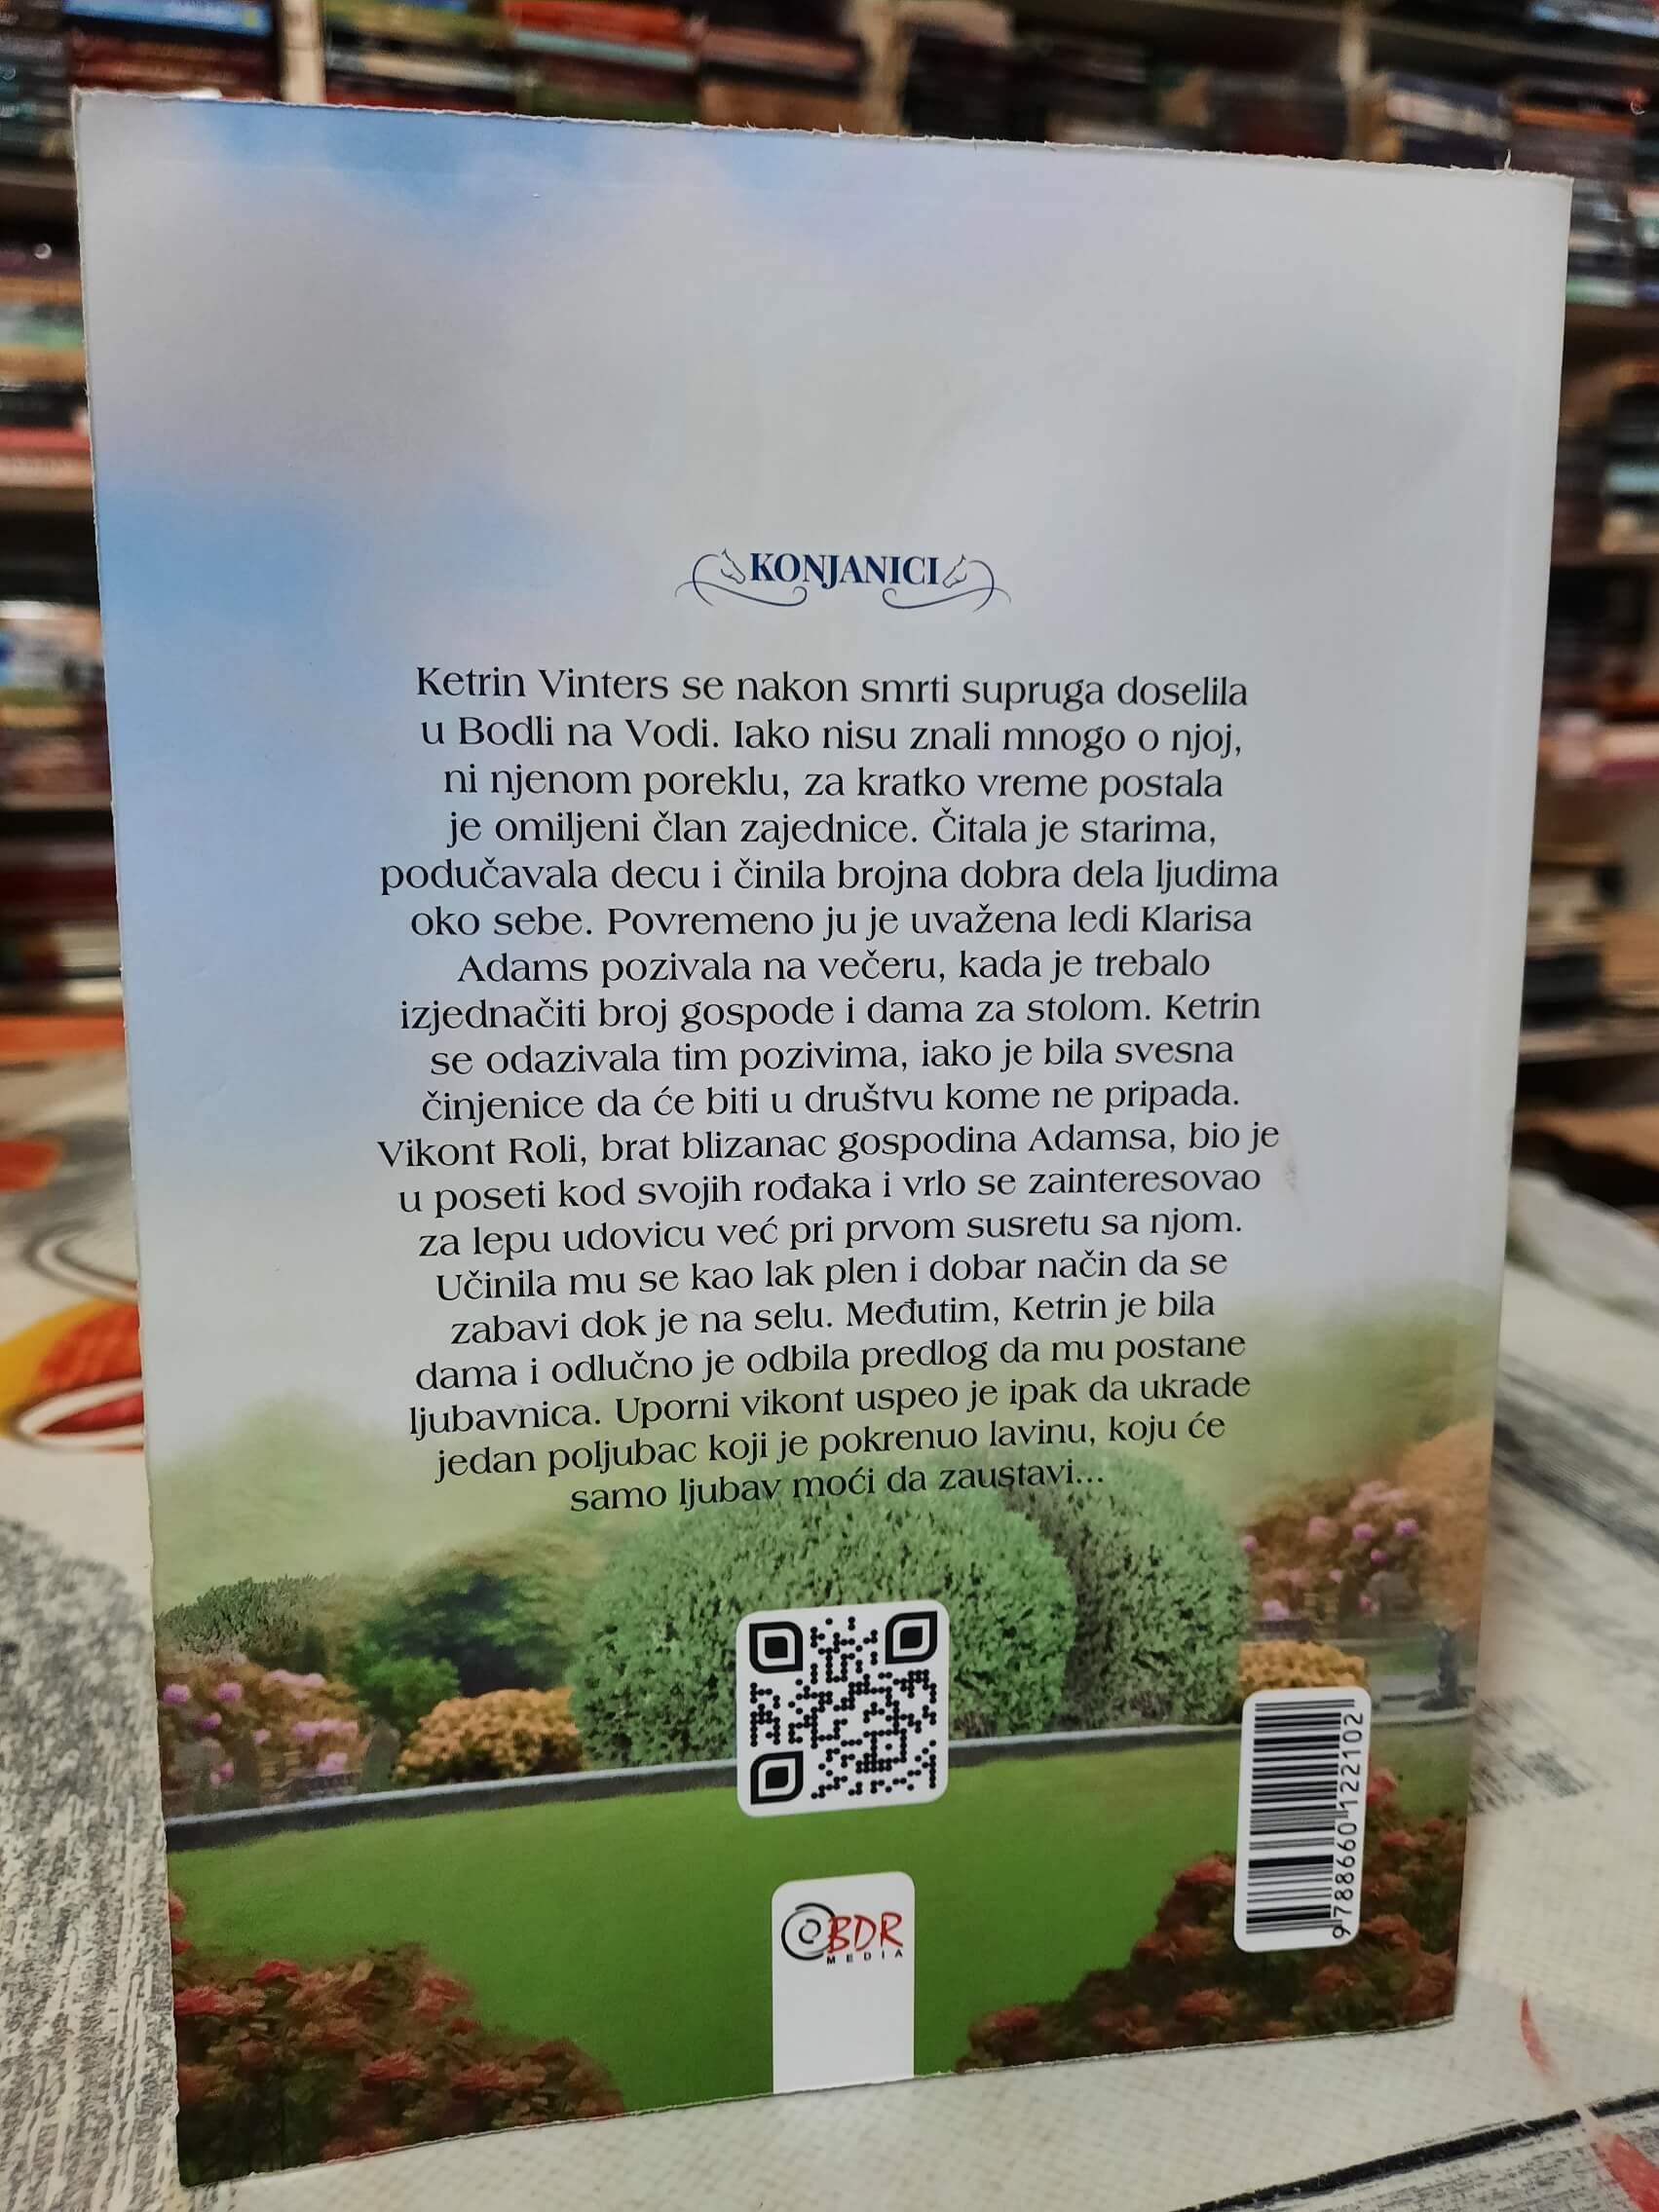 KONJANICI
Ketrin Vinters se nakon smrti supruga doselila
u Bodli na Vodi. Iako nisu znali mnogo o njoj,
ni njenom poreklu, za kratko vreme postala
je omiljeni član zajednice. Čitala je starima,
podučavala decu i činila brojna dobra dela ljudima
oko sebe. Povremeno ju je uvažena ledi Klarisa
Adams pozivala na večeru, kada je trebalo
izjednačiti broj gospode i dama za stolom. Ketrin
se odazivala tim pozivima, iako je bila svesna
činjenice da će biti u društvu kome ne pripada.
Vikont Roli, brat blizanac gospodina Adamsa, bio je
u poseti kod svojih rođaka i vrlo se zainteresovao
za lepu udovicu već pri prvom susretu sa njom.
Učinila mu se kao lak plen i dobar način da se
zabavi dok je na selu. Međutim, Ketrin je bila
dama i odlučno je odbila predlog da mu postane
ljubavnica. Uporni vikont uspeo je ipak da ukrade
jedan poljubac koji je pokrenuo lavinu, koju će
samo ljubav moći da zaustavi...
9788660122102
BDR
MEDIA